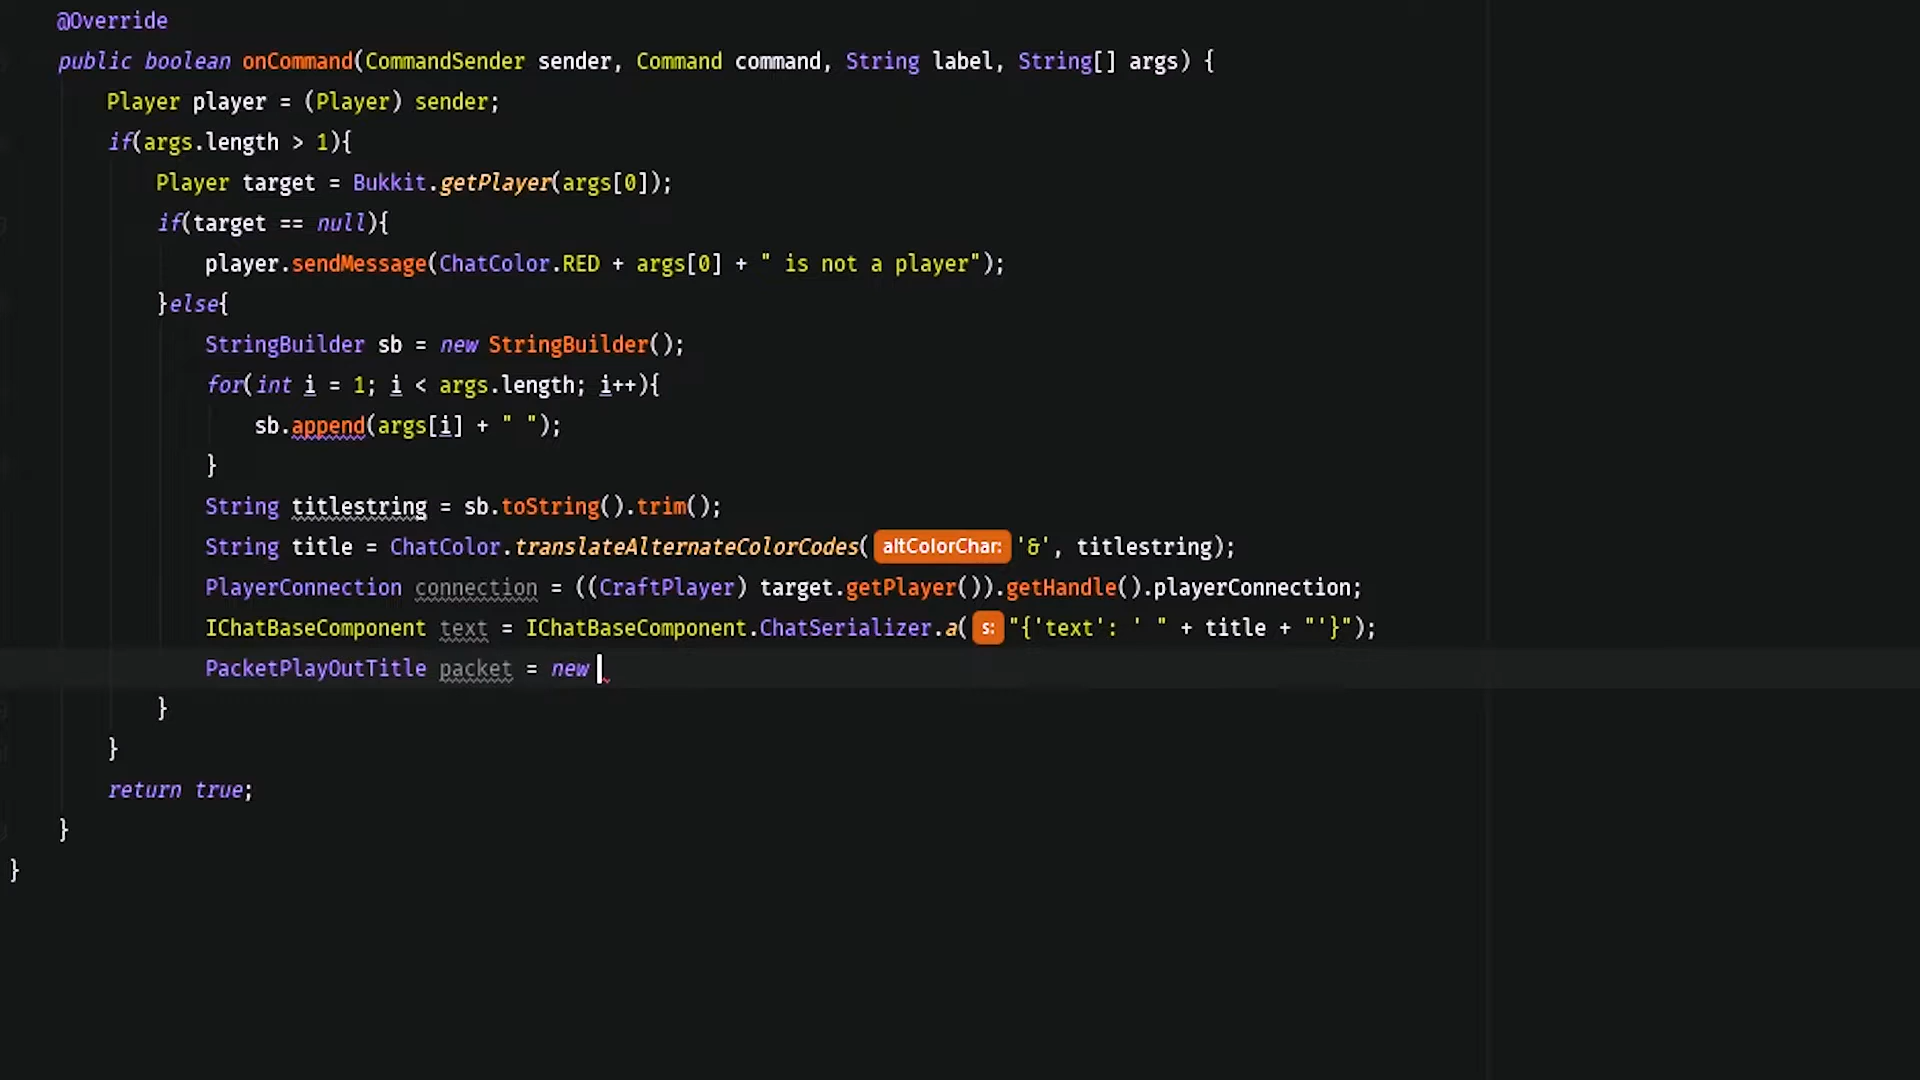 @Override
public boolean onCommand(CommandSender sender, Command command, String label, String[] args) {
Player player = (Player) sender;
if(args.length > 1){
Player target = Bukkit.getPlayer(args[0]);
if(target == null){
player.sendMessage(ChatColor.RED + args[0] + " is not a player");
}else{
StringBuilder sb = new StringBuilder();
for(int i = 1; i < args.length; i++){
sb.append(args[i] + " ");
}
String titlestring = sb.toString().trim();
String title = ChatColor.translateAlternateColorCodes( altColorChar: '&', titlestring);
PlayerConnection connection = ((CraftPlayer) target.getPlayer()).getHandle().playerConnection;
IChatBaseComponent text = IChatBaseComponent.ChatSerializer.a( s: "{'text': ' " + title + "'}");
PacketPlayOutTitle packet = new
}
}
return true;
}
}